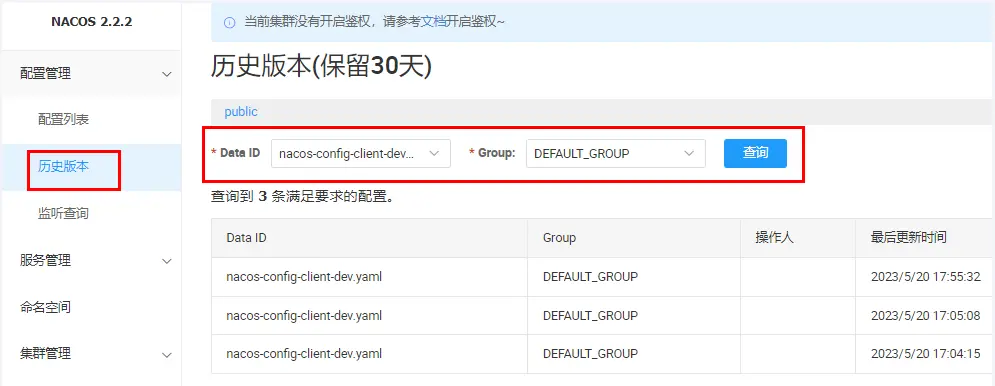 NACOS 2.2.2
配置管理
配置列表
历史版本
监听查询
服务管理
命名空间
集群管理
当前集群没有开启鉴权，请参考文档开启鉴权~
历史版本(保留30天)
public
* Data ID nacos-config-client-dev... * Group: DEFAULT_GROUP 查询
查询到 3 条满足要求的配置。
Data ID Group 操作人 最后更新时间
nacos-config-client-dev.yaml DEFAULT_GROUP 2023/5/20 17:55:32
nacos-config-client-dev.yaml DEFAULT_GROUP 2023/5/20 17:05:08
nacos-config-client-dev.yaml DEFAULT_GROUP 2023/5/20 17:04:15